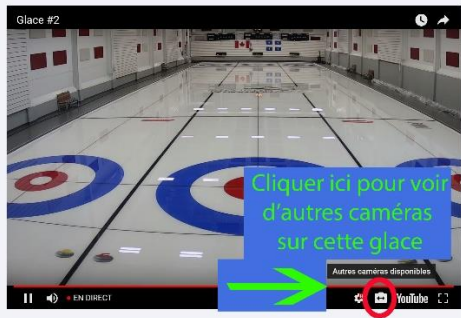 Glace #2
Cliquer ici pour voir
d'autres caméras
sur cette glace
Autres caméras disponibles
EN DIRECT
YouTube